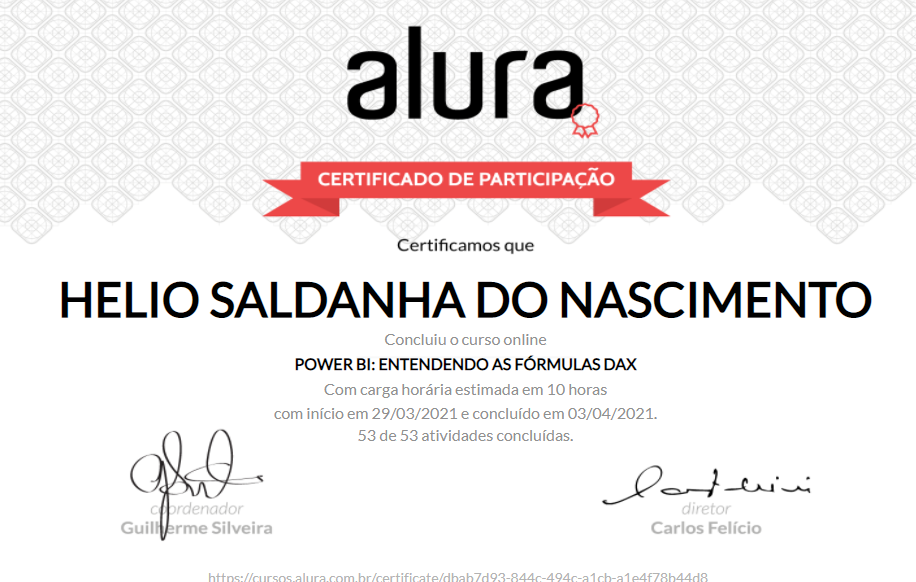 alura
CERTIFICADO DE PARTICIPAÇÃO
Certificamos que
HELIO SALDANHA DO NASCIMENTO
Concluiu o curso online
POWER BI: ENTENDENDO AS FÓRMULAS DAX
Com carga horária estimada em 10 horas
com início em 29/03/2021 e concluído em 03/04/2021.
53 de 53 atividades concluídas.
coordenador
Guilherme Silveira
diretor
Carlos Felício
https://cursos.alura.com.br/certificate/dbab7d93-844c-494c-a1cb-a1e4f78b44d8